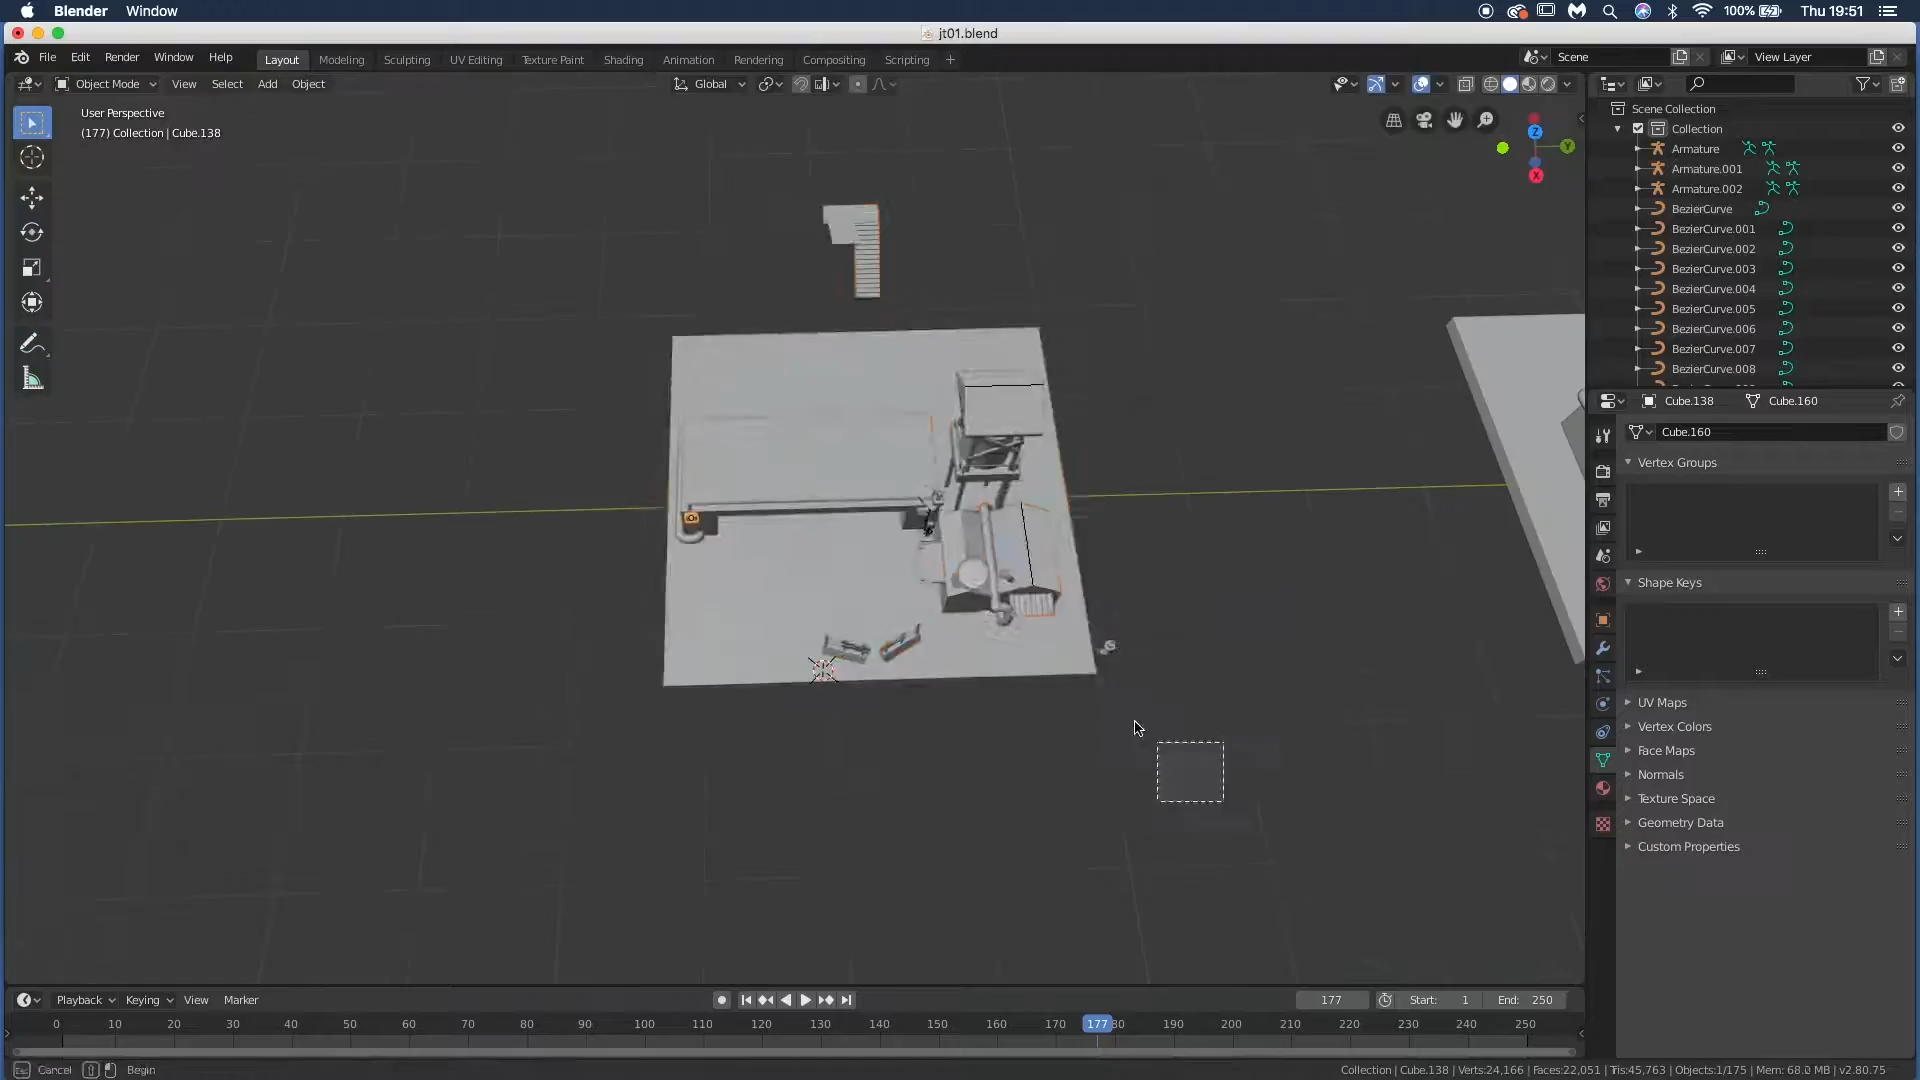 Blender Window
100% Thu 19:51
jt01.blend
File Edit Render Window Help Layout Modeling Sculpting UV Editing Texture Paint Shading Animation Rendering Compositing Scripting + Scene View Layer
Object Mode View Select Add Object Global
User Perspective
(177) Collection | Cube.138
Z
Y
X
Scene Collection
Collection
Armature
Armature.001
Armature.002
BezierCurve
BezierCurve.001
BezierCurve.002
BezierCurve.003
BezierCurve.004
BezierCurve.005
BezierCurve.006
BezierCurve.007
BezierCurve.008
Cube.138 Cube.160
Cube.160
Vertex Groups
Shape Keys
UV Maps
Vertex Colors
Face Maps
Normals
Texture Space
Geometry Data
Custom Properties
Playback Keying View Marker 177 Start: 1 End: 250
0 10 20 30 40 50 60 70 80 90 100 110 120 130 140 150 160 170 177 80 190 200 210 220 230 240 250
Cancel Begin Collection | Cube.138 | Verts:24,166 | Faces:22,051 | Tris:45,763 | Objects:1/175 | Mem: 68.0 MB | v2.80.75